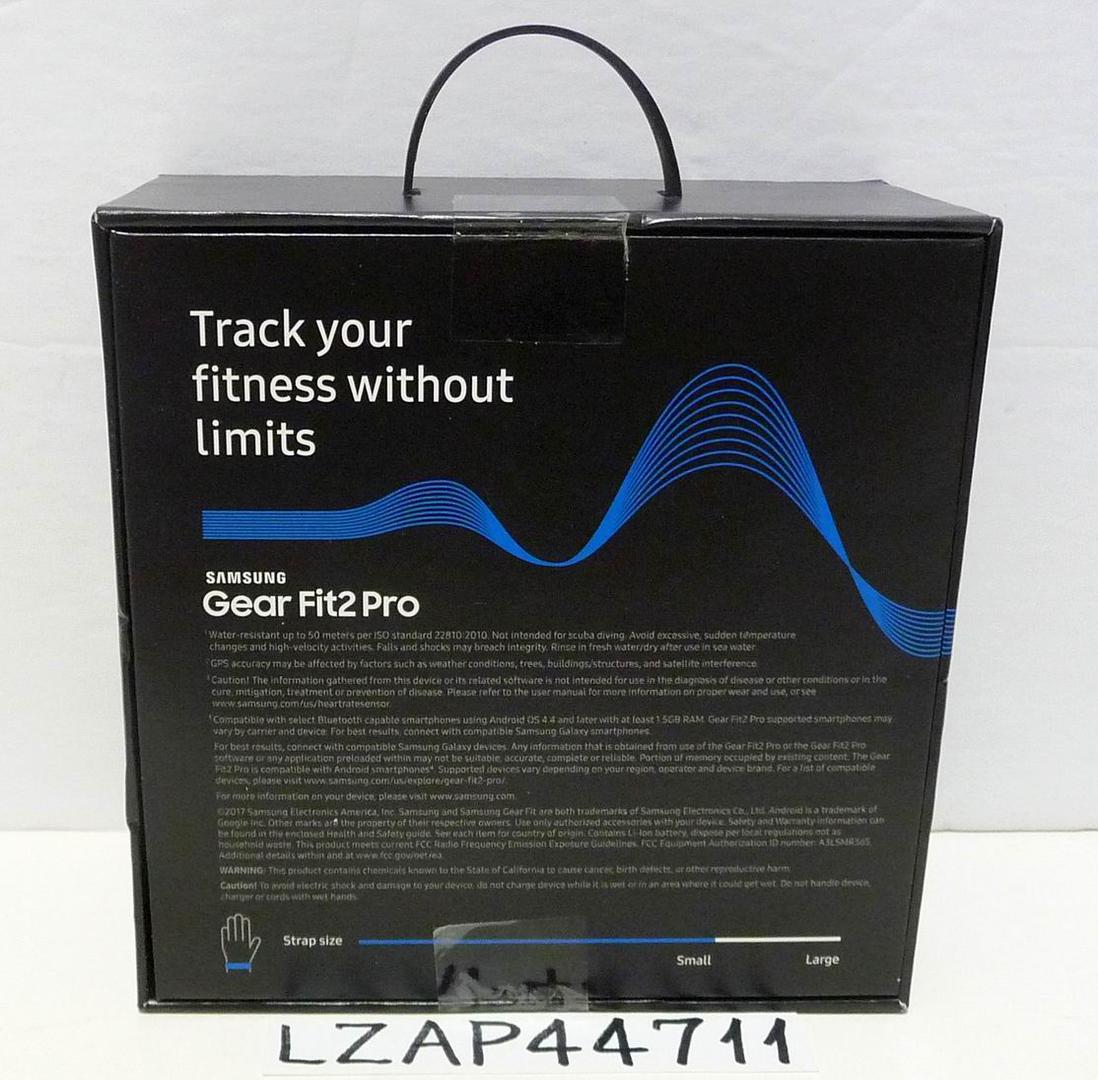 Track your
fitness without
limits
SAMSUNG
Gear Fit2 Pro
¹Water-resistant up to 50 meters per ISO standard 22810:2010. Not intended for scuba diving. Avoid excessive, sudden temperature
changes and high-velocity activities. Falls and shocks may breach integrity. Rinse in fresh water/dry after use in sea water.
GPS accuracy may be affected by factors such as weather conditions, trees, buildings/structures, and satellite interference.
Caution! The information gathered from this device or its related software is not intended for use in the diagnosis of disease or other conditions or in the
cure, mitigation, treatment or prevention of disease. Please refer to the user manual for more information on proper wear and use, or see
www.samsung.com/us/heartratesensor.
Compatible with select Bluetooth capable smartphones using Android OS 4.4 and later with at least 1.5GB RAM. Gear Fit2 Pro supported smartphones may
vary by carrier and device. For best results, connect with compatible Samsung Galaxy smartphones.
For best results, connect with compatible Samsung Galaxy devices. Any information that is obtained from use of the Gear Fit2 Pro or the Gear Fit2 Pro
software or any application preloaded within may not be suitable, accurate, complete or reliable. Portion of memory occupied by existing content. The Gear
Fit2 Pro is compatible with Android smartphones⁴. Supported devices vary depending on your region, operator and device brand. For a list of compatible
devices, please visit www.samsung.com/us/explore/gear-fit2-pro/.
For more information on your device, please visit www.samsung.com.
©2017 Samsung Electronics America, Inc. Samsung and Samsung Gear Fit are both trademarks of Samsung Electronics Co., Ltd. Android is a trademark of
Google Inc. Other marks are the property of their respective owners. Use only authorized accessories with your device. Safety and Warranty information can
be found in the enclosed Health and Safety guide. See each item for country of origin. Contains Li-Ion battery, dispose per local regulations not as
household waste. This product meets current FCC Radio Frequency Emission Exposure Guidelines. FCC Equipment Authorization ID number: A3LSMR365.
Additional details within and at www.fcc.gov/oet/ea.
WARNING: This product contains chemicals known to the State of California to cause cancer, birth defects, or other reproductive harm.
Caution! To avoid electric shock and damage to your device, do not charge device while it is wet or in an area where it could get wet. Do not handle device,
charger or cords with wet hands.
Strap size
Small
Large
LZAP44711